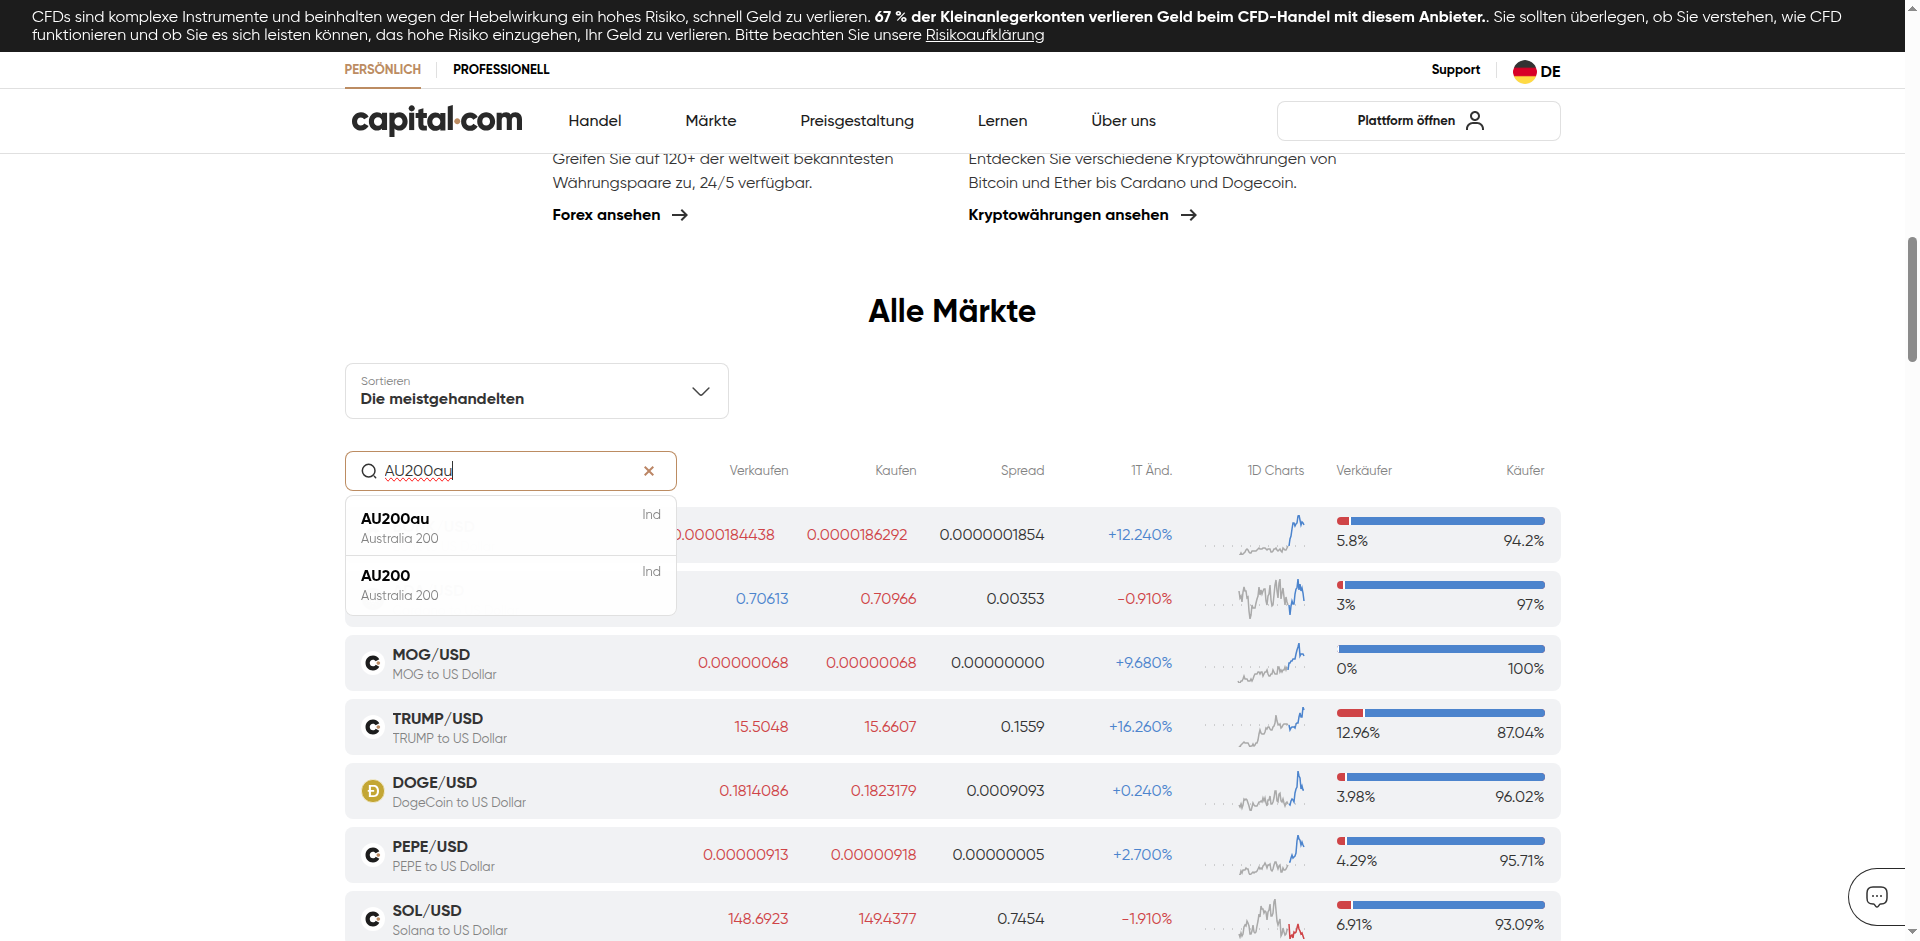 CFDs sind komplexe Instrumente und beinhalten wegen der Hebelwirkung ein hohes Risiko, schnell Geld zu verlieren. 67 % der Kleinanlegerkonten verlieren Geld beim CFD-Handel mit diesem Anbieter.. Sie sollten überlegen, ob Sie verstehen, wie CFD
funktionieren und ob Sie es sich leisten können, das hohe Risiko einzugehen, Ihr Geld zu verlieren. Bitte beachten Sie unsere Risikoaufklärung
PERSÖNLICH PROFESSIONELL Support DE
capital.com Handel Märkte Preisgestaltung Lernen Über uns Plattform öffnen
Greifen Sie auf 120+ der weltweit bekanntesten
Währungspaare zu, 24/5 verfügbar.
Forex ansehen
Entdecken Sie verschiedene Kryptowährungen von
Bitcoin und Ether bis Cardano und Dogecoin.
Kryptowährungen ansehen
Alle Märkte
Sortieren
Die meistgehandelten
AU200au Verkaufen Kaufen Spread 1T Änd. 1D Charts Verkäufer Käufer
AU200au Ind
Australia 200
AU200 Ind
Australia 200
0.0000184438 0.0000186292 0.0000001854 +12.240% 5.8% 94.2%
0.70613 0.70966 0.00353 -0.910% 3% 97%
MOG/USD
MOG to US Dollar
0.00000068 0.00000068 0.00000000 +9.680% 0% 100%
TRUMP/USD
TRUMP to US Dollar
15.5048 15.6607 0.1559 +16.260% 12.96% 87.04%
DOGE/USD
DogeCoin to US Dollar
0.1814086 0.1823179 0.0009093 +0.240% 3.98% 96.02%
PEPE/USD
PEPE to US Dollar
0.00000913 0.00000918 0.00000005 +2.700% 4.29% 95.71%
SOL/USD
Solana to US Dollar
148.6923 149.4377 0.7454 -1.910% 6.91% 93.09%